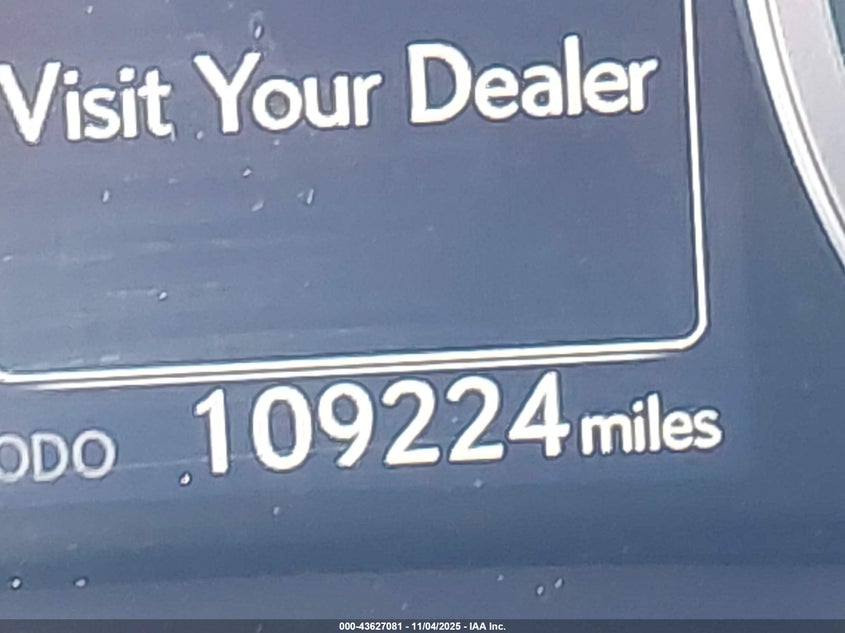 Visit Your Dealer
ODO 109224 miles
000-43627081 - 11/04/2025 - IAA Inc.